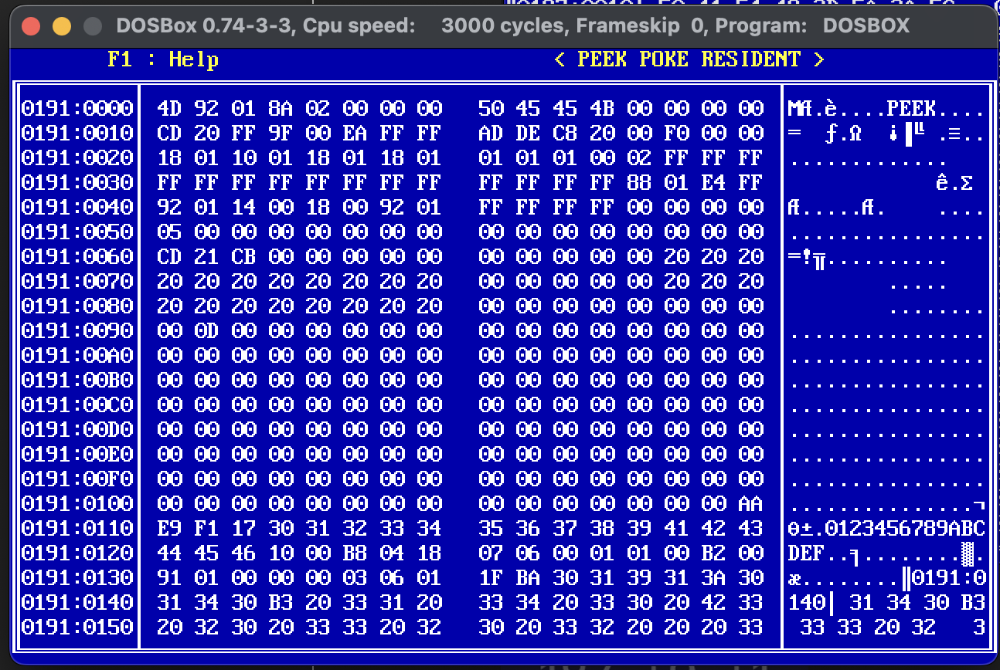 DOSBox 0.74-3-3, Cpu speed: 3000 cycles, Frameskip 0, Program: DOSBOX
F1 : Help < PEEK POKE RESIDENT >
0191:0000 4D 92 01 8A 02 00 00 00 50 45 45 4B 00 00 00 00 MÆ.è....PEEK....
0191:0010 CD 20 FF 9F 00 EA FF FF AD DE C8 20 00 F0 00 00 ═ ƒ.Ω ¡▐╚ .≡..
0191:0020 18 01 10 01 18 01 18 01 01 01 01 00 02 FF FF FF .............
0191:0030 FF FF FF FF FF FF FF FF FF FF FF FF 88 01 E4 FF ê.Σ
0191:0040 92 01 14 00 18 00 92 01 FF FF FF FF 00 00 00 00 Æ.....Æ. ....
0191:0050 05 00 00 00 00 00 00 00 00 00 00 00 00 00 00 00 ................
0191:0060 CD 21 CB 00 00 00 00 00 00 00 00 00 00 20 20 20 ═!╦..........
0191:0070 20 20 20 20 20 20 20 20 00 00 00 00 00 20 20 20 .....
0191:0080 20 20 20 20 20 20 20 20 00 00 00 00 00 00 00 00 ........
0191:0090 00 0D 00 00 00 00 00 00 00 00 00 00 00 00 00 00 ................
0191:00A0 00 00 00 00 00 00 00 00 00 00 00 00 00 00 00 00 ................
0191:00B0 00 00 00 00 00 00 00 00 00 00 00 00 00 00 00 00 ................
0191:00C0 00 00 00 00 00 00 00 00 00 00 00 00 00 00 00 00 ................
0191:00D0 00 00 00 00 00 00 00 00 00 00 00 00 00 00 00 00 ................
0191:00E0 00 00 00 00 00 00 00 00 00 00 00 00 00 00 00 00 ................
0191:00F0 00 00 00 00 00 00 00 00 00 00 00 00 00 00 00 00 ................
0191:0100 00 00 00 00 00 00 00 00 00 00 00 00 00 00 00 AA ...............¬
0191:0110 E9 F1 17 30 31 32 33 34 35 36 37 38 39 41 42 43 Θ±.0123456789ABC
0191:0120 44 45 46 10 00 B8 04 18 07 06 00 01 01 00 B2 00 DEF..╕........▓.
0191:0130 91 01 00 00 00 03 06 01 1F BA 30 31 39 31 3A 30 æ........║0191:0
0191:0140 31 34 30 B3 20 33 31 20 33 34 20 33 30 20 42 33 140│ 31 34 30 B3
0191:0150 20 32 30 20 33 33 20 32 30 20 33 32 20 20 20 33 33 33 20 32 3